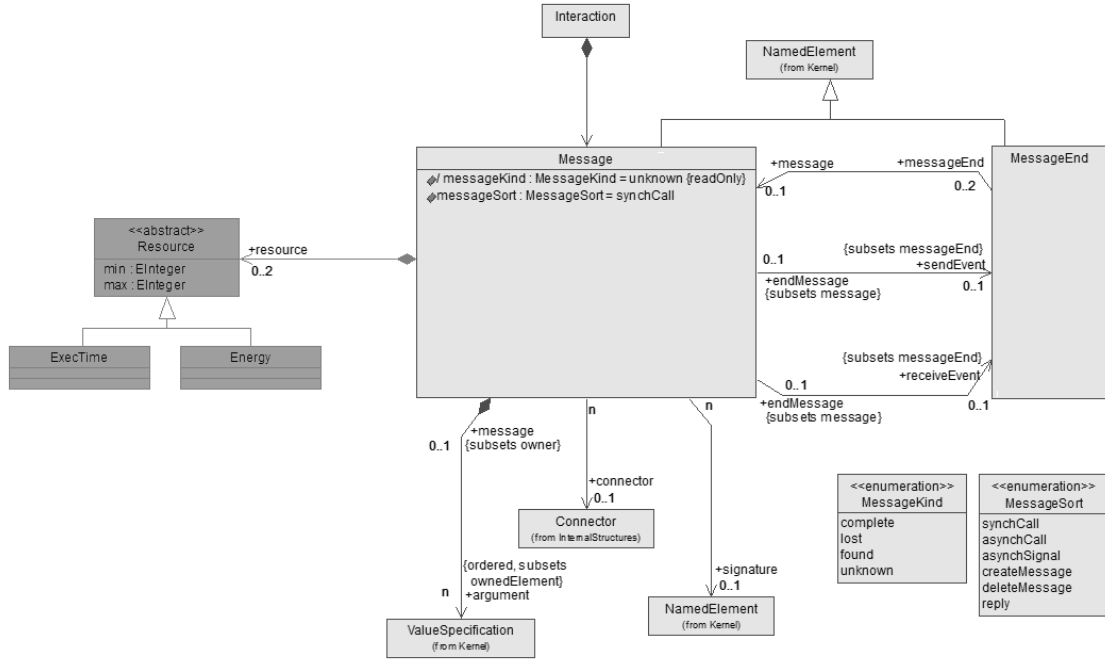 Interaction
NamedElement
(from Kernel)
Message
/ messageKind : MessageKind = unknown {readOnly}
messageSort : MessageSort = synchCall
MessageEnd
+message
+messageEnd
0..1
0..2
<<abstract>>
Resource
min : EInteger
max : EInteger
+resource
0..2
ExecTime
Energy
0..1
{subsets messageEnd}
+sendEvent
+endMessage
{subsets message}
0..1
{subsets messageEnd}
+receiveEvent
0..1
+endMessage
{subsets message}
0..1
+message
0..1
{subsets owner}
n
n
+connector
0..1
Connector
(from InternalStructures)
{ordered, subsets
ownedElement}
n
+argument
ValueSpecification
(from Kernel)
+signature
0..1
NamedElement
(from Kernel)
<<enumeration>>
MessageKind
complete
lost
found
unknown
<<enumeration>>
MessageSort
synchCall
asynchCall
asynchSignal
createMessage
deleteMessage
reply